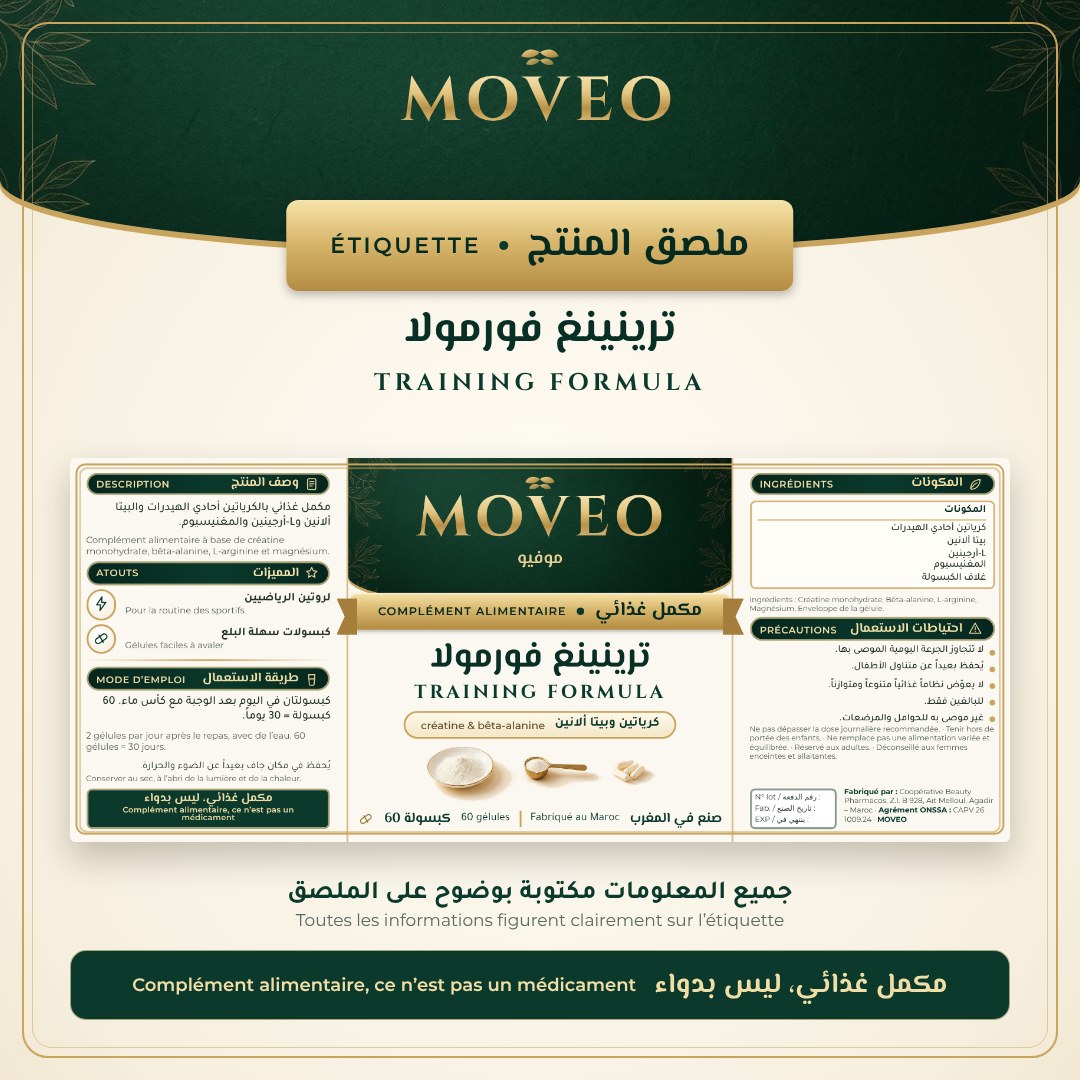 MOVEO
ÉTIQUETTE • ملصق المنتج
ترينينغ فورمولا
TRAINING FORMULA
DESCRIPTION وصف المنتج
مكمل غذائي بالكرياتين أحادي الهيدرات والبيتا
ألانين وL-أرجينين والمغنيسيوم.
Complément alimentaire à base de créatine
monohydrate, bêta-alanine, L-arginine et magnésium.
ATOUTS المميزات
لروتين الرياضيين
Pour la routine des sportifs
كبسولات سهلة البلع
Gélules faciles à avaler
MODE D’EMPLOI طريقة الاستعمال
كبسولتان في اليوم بعد الوجبة مع كأس ماء. 60
كبسولة = 30 يوماً.
2 gélules par jour après le repas, avec de l’eau. 60
gélules = 30 jours.
يُحفظ في مكان جاف بعيداً عن الضوء والحرارة.
Conserver au sec, à l’abri de la lumière et de la chaleur.
مكمل غذائي، ليس بدواء
Complément alimentaire, ce n’est pas un
médicament
MOVEO
موفيو
COMPLÉMENT ALIMENTAIRE • مكمل غذائي
ترينينغ فورمولا
TRAINING FORMULA
créatine & bêta-alanine كرياتين وبيتا ألانين
60 كبسولة 60 gélules | Fabriqué au Maroc صنع في المغرب
INGRÉDIENTS المكونات
المكونات
كرياتين أحادي الهيدرات
بيتا ألانين
L-أرجينين
المغنيسيوم
غلاف الكبسولة
Ingrédients : Créatine monohydrate, Bêta-alanine, L-arginine,
Magnésium, Enveloppe de la gélule.
PRÉCAUTIONS احتياطات الاستعمال
لا تتجاوز الجرعة اليومية الموصى بها.
يُحفظ بعيداً عن متناول الأطفال.
لا يعوّض نظاماً غذائياً متنوعاً ومتوازناً.
للبالغين فقط.
غير موصى به للحوامل والمرضعات.
Ne pas dépasser la dose journalière recommandée. · Tenir hors de
portée des enfants. · Ne remplace pas une alimentation variée et
équilibrée. · Réservé aux adultes. · Déconseillé aux femmes
enceintes et allaitantes.
N° lot / رقم الدفعة :
Fab. / تاريخ الصنع :
EXP / ينتهي في :
Fabriqué par : Coopérative Beauty
Pharmacos, Z.I. B 928, Ait Melloul, Agadir
– Maroc · Agrément ONSSA : CAPV 26
1009.24 · MOVEO
جميع المعلومات مكتوبة بوضوح على الملصق
Toutes les informations figurent clairement sur l’étiquette
Complément alimentaire, ce n’est pas un médicament مكمل غذائي، ليس بدواء